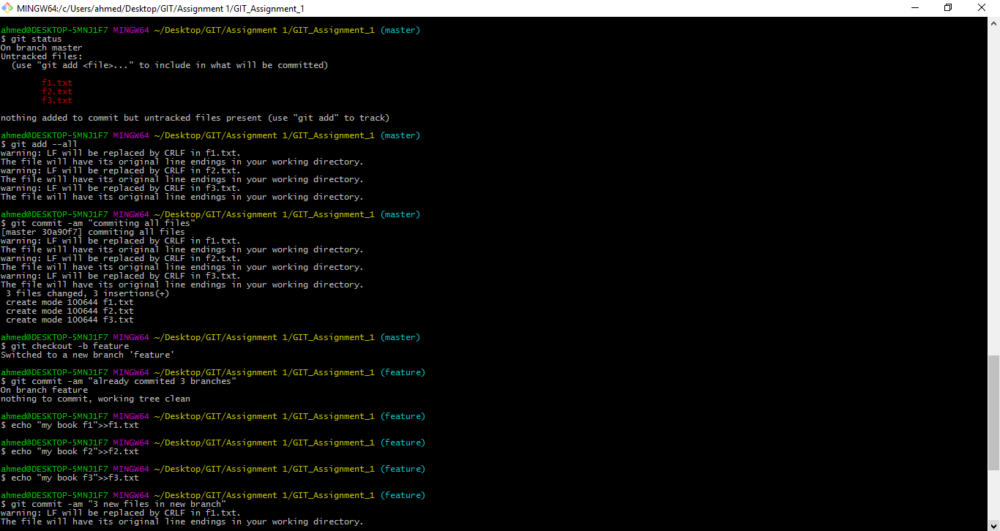 MINGW64:/c/Users/ahmed/Desktop/GIT/Assignment 1/GIT_Assignment_1
ahmed@DESKTOP-5MNJ1F7 MINGW64 ~/Desktop/GIT/Assignment 1/GIT_Assignment_1 (master)
$ git status
On branch master
Untracked files:
  (use "git add <file>..." to include in what will be committed)
        f1.txt
        f2.txt
        f3.txt
nothing added to commit but untracked files present (use "git add" to track)
ahmed@DESKTOP-5MNJ1F7 MINGW64 ~/Desktop/GIT/Assignment 1/GIT_Assignment_1 (master)
$ git add --all
warning: LF will be replaced by CRLF in f1.txt.
The file will have its original line endings in your working directory.
warning: LF will be replaced by CRLF in f2.txt.
The file will have its original line endings in your working directory.
warning: LF will be replaced by CRLF in f3.txt.
The file will have its original line endings in your working directory.
ahmed@DESKTOP-5MNJ1F7 MINGW64 ~/Desktop/GIT/Assignment 1/GIT_Assignment_1 (master)
$ git commit -am "commiting all files"
[master 30a90f7] commiting all files
warning: LF will be replaced by CRLF in f1.txt.
The file will have its original line endings in your working directory.
warning: LF will be replaced by CRLF in f2.txt.
The file will have its original line endings in your working directory.
warning: LF will be replaced by CRLF in f3.txt.
The file will have its original line endings in your working directory.
 3 files changed, 3 insertions(+)
 create mode 100644 f1.txt
 create mode 100644 f2.txt
 create mode 100644 f3.txt
ahmed@DESKTOP-5MNJ1F7 MINGW64 ~/Desktop/GIT/Assignment 1/GIT_Assignment_1 (master)
$ git checkout -b feature
Switched to a new branch 'feature'
ahmed@DESKTOP-5MNJ1F7 MINGW64 ~/Desktop/GIT/Assignment 1/GIT_Assignment_1 (feature)
$ git commit -am "already commited 3 branches"
On branch feature
nothing to commit, working tree clean
ahmed@DESKTOP-5MNJ1F7 MINGW64 ~/Desktop/GIT/Assignment 1/GIT_Assignment_1 (feature)
$ echo "my book f1">>f1.txt
ahmed@DESKTOP-5MNJ1F7 MINGW64 ~/Desktop/GIT/Assignment 1/GIT_Assignment_1 (feature)
$ echo "my book f2">>f2.txt
ahmed@DESKTOP-5MNJ1F7 MINGW64 ~/Desktop/GIT/Assignment 1/GIT_Assignment_1 (feature)
$ echo "my book f3">>f3.txt
ahmed@DESKTOP-5MNJ1F7 MINGW64 ~/Desktop/GIT/Assignment 1/GIT_Assignment_1 (feature)
$ git commit -am "3 new files in new branch"
warning: LF will be replaced by CRLF in f1.txt.
The file will have its original line endings in your working directory.